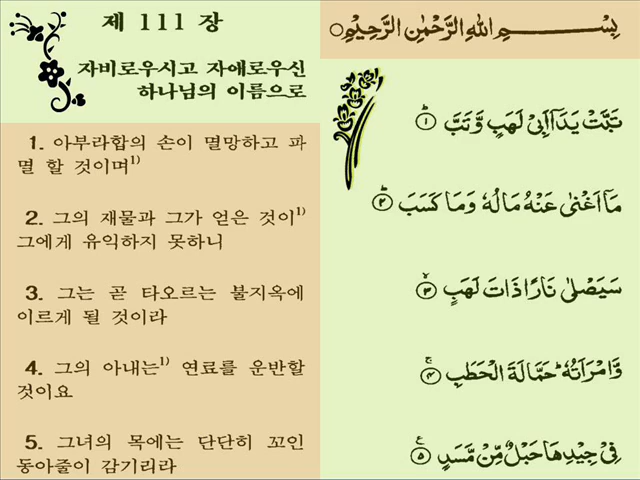 제 111 장
자비로우시고 자애로우신
하나님의 이름으로
1. 아부라합의 손이 멸망하고 파
멸 할 것이며1)
2. 그의 재물과 그가 얻은 것이1)
그에게 유익하지 못하니
3. 그는 곧 타오르는 불지옥에
이르게 될 것이라
4. 그의 아내는1) 연료를 운반할
것이요
5. 그녀의 목에는 단단히 꼬인
동아줄이 감기리라
بِسْمِ اللهِ الرَّحْمٰنِ الرَّحِيْمِ
تَبَّتْ يَدَآ اَبِيْ لَهَبٍ وَّتَبَّ ؕ ۱
مَآ اَغْنٰى عَنْهُ مَالُهٗ وَمَا كَسَبَ ؕ ۲
سَيَصْلٰى نَارًا ذَاتَ لَهَبٍ ۳
وَّامْرَاَتُهٗ ؕ حَمَّالَةَ الْحَطَبِ ۚ ۴
فِيْ جِيْدِهَا حَبْلٌ مِّنْ مَّسَدٍ ۵